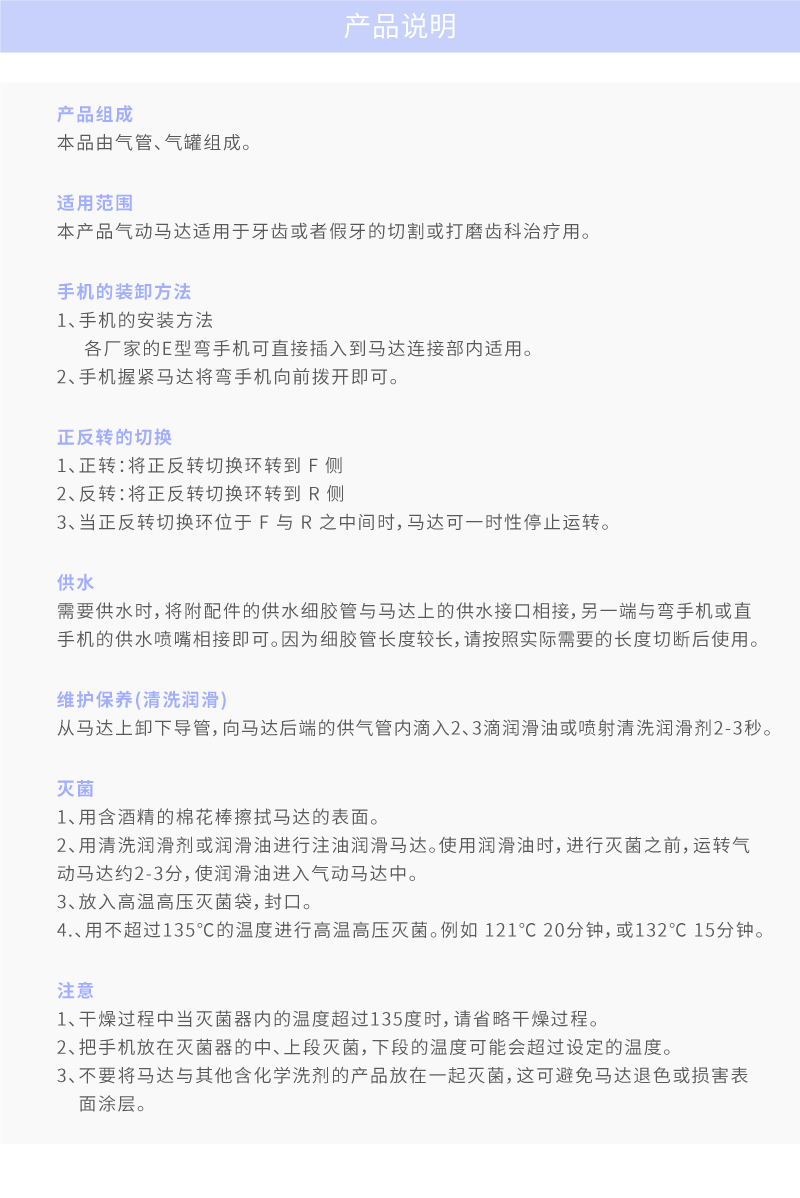 产品说明
产品组成
本品由气管、气罐组成。
适用范围
本产品气动马达适用于牙齿或者假牙的切割或打磨齿科治疗用。
手机的装卸方法
1、手机的安装方法
各厂家的E型弯手机可直接插入到马达连接部内适用。
2、手机握紧马达将弯手机向前拨开即可。
正反转的切换
1、正转：将正反转切换环转到 F 侧
2、反转：将正反转切换环转到 R 侧
3、当正反转切换环位于 F 与 R 之中间时，马达可一时性停止运转。
供水
需要供水时，将附配件的供水细胶管与马达上的供水接口相接，另一端与弯手机或直
手机的供水喷嘴相接即可。因为细胶管长度较长，请按照实际需要的长度切断后使用。
维护保养(清洗润滑)
从马达上卸下导管，向马达后端的供气管内滴入2、3滴润滑油或喷射清洗润滑剂2-3秒。
灭菌
1、用含酒精的棉花棒擦拭马达的表面。
2、用清洗润滑剂或润滑油进行注油润滑马达。使用润滑油时，进行灭菌之前，运转气
动马达约2-3分，使润滑油进入气动马达中。
3、放入高温高压灭菌袋，封口。
4.、用不超过135℃的温度进行高温高压灭菌。例如 121℃ 20分钟，或132℃ 15分钟。
注意
1、干燥过程中当灭菌器内的温度超过135度时，请省略干燥过程。
2、把手机放在灭菌器的中、上段灭菌，下段的温度可能会超过设定的温度。
3、不要将马达与其他含化学洗剂的产品放在一起灭菌，这可避免马达退色或损害表
面涂层。